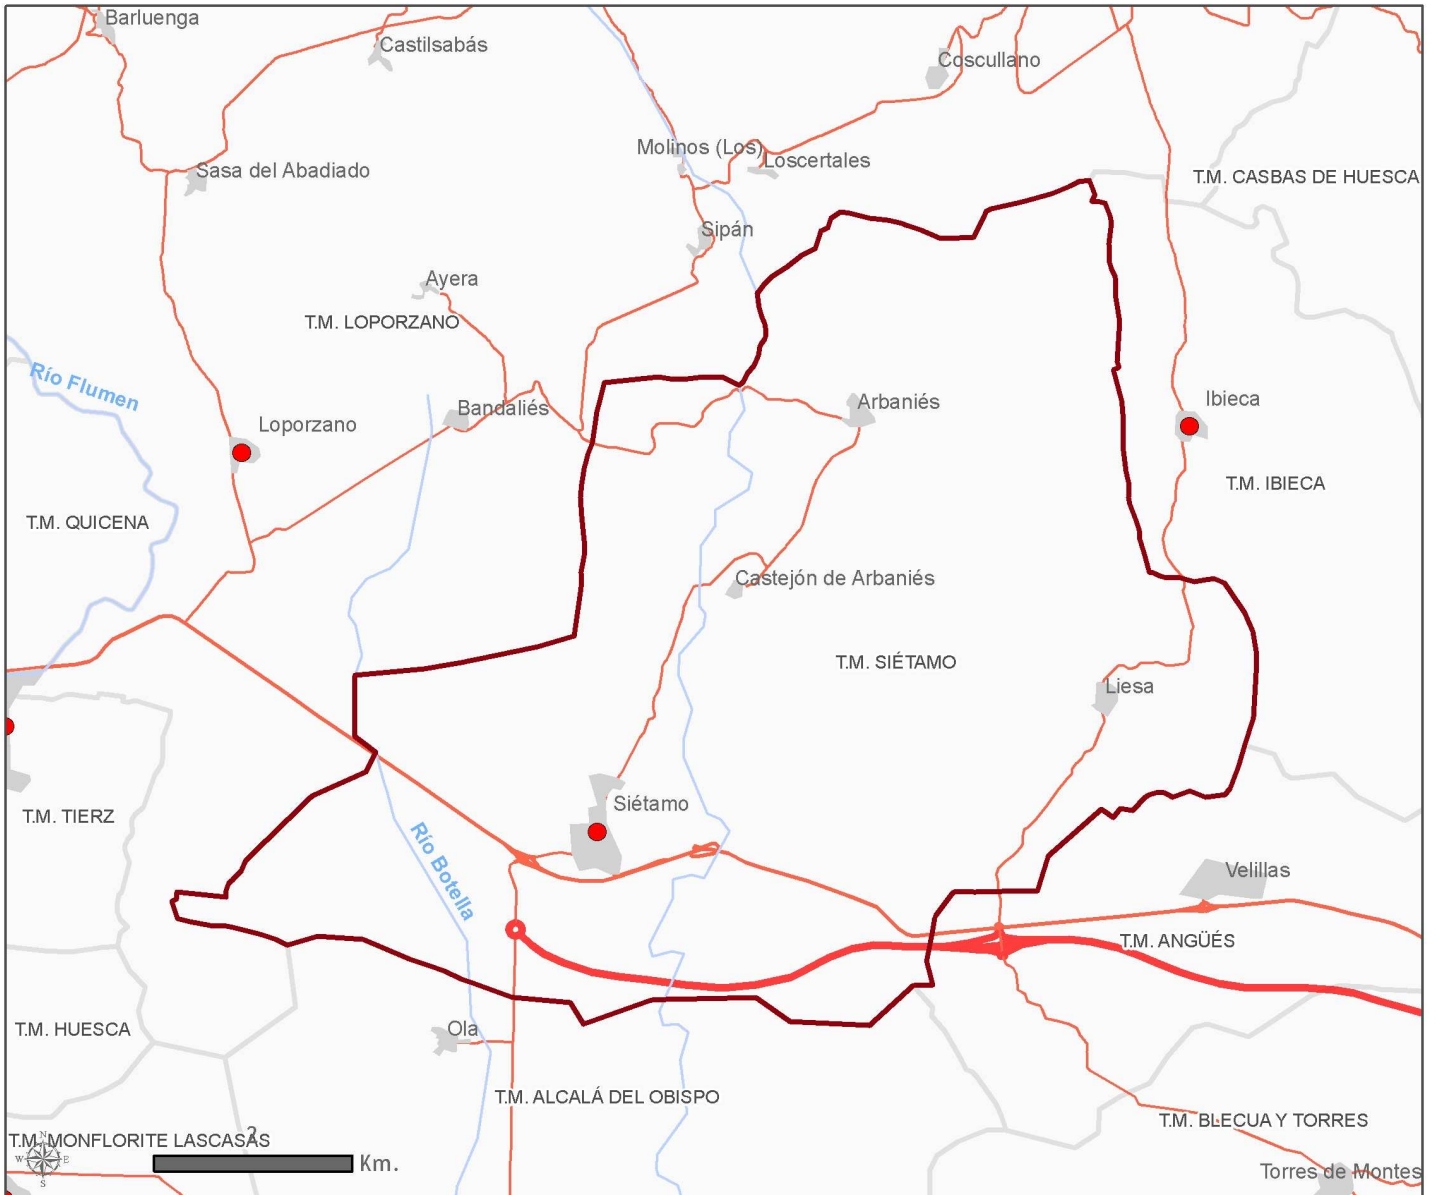 Barluenga
Castilsabás
Coscullano
Molinos (Los)
Loscertales
Sasa del Abadiado
T.M. CASBAS DE HUESCA
Sipán
Ayera
T.M. LOPORZANO
Río Flumen
Bandaliés
Arbaniés
Ibieca
Loporzano
T.M. IBIECA
T.M. QUICENA
Castejón de Arbaniés
T.M. SIÉTAMO
Liesa
Siétamo
T.M. TIERZ
Río Botella
Velillas
T.M. ANGÜÉS
T.M. HUESCA
Ola
T.M. ALCALÁ DEL OBISPO
T.M. BLECUA Y TORRES
T.M. MONFLORITE LASCASAS
2
Km.
N
W
E
S
Torres de Montes